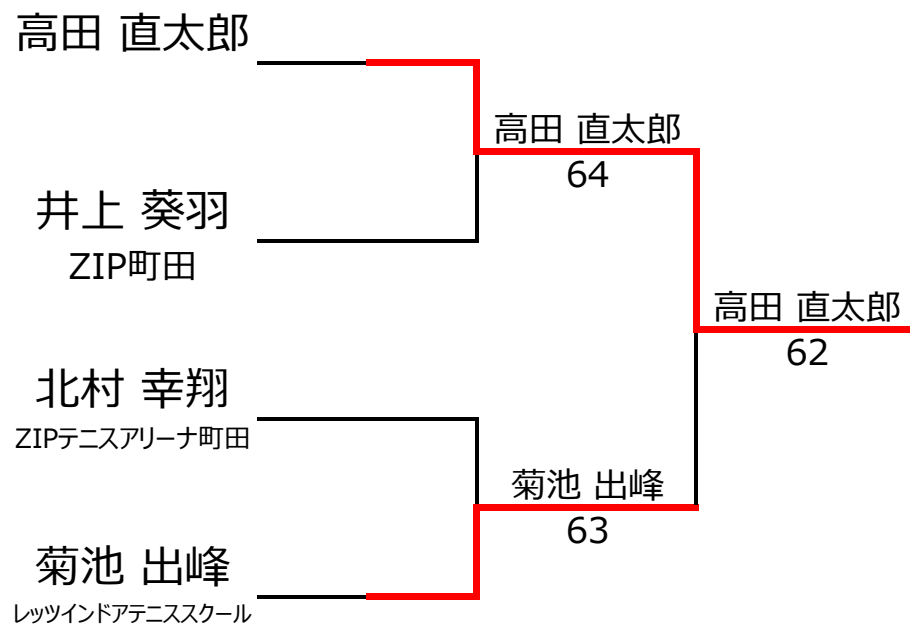 高田 直太郎
井上 葵羽
ZIP町田
北村 幸翔
ZIPテニスアリーナ町田
菊池 出峰
レッツインドアテニススクール
高田 直太郎
64
菊池 出峰
63
高田 直太郎
62